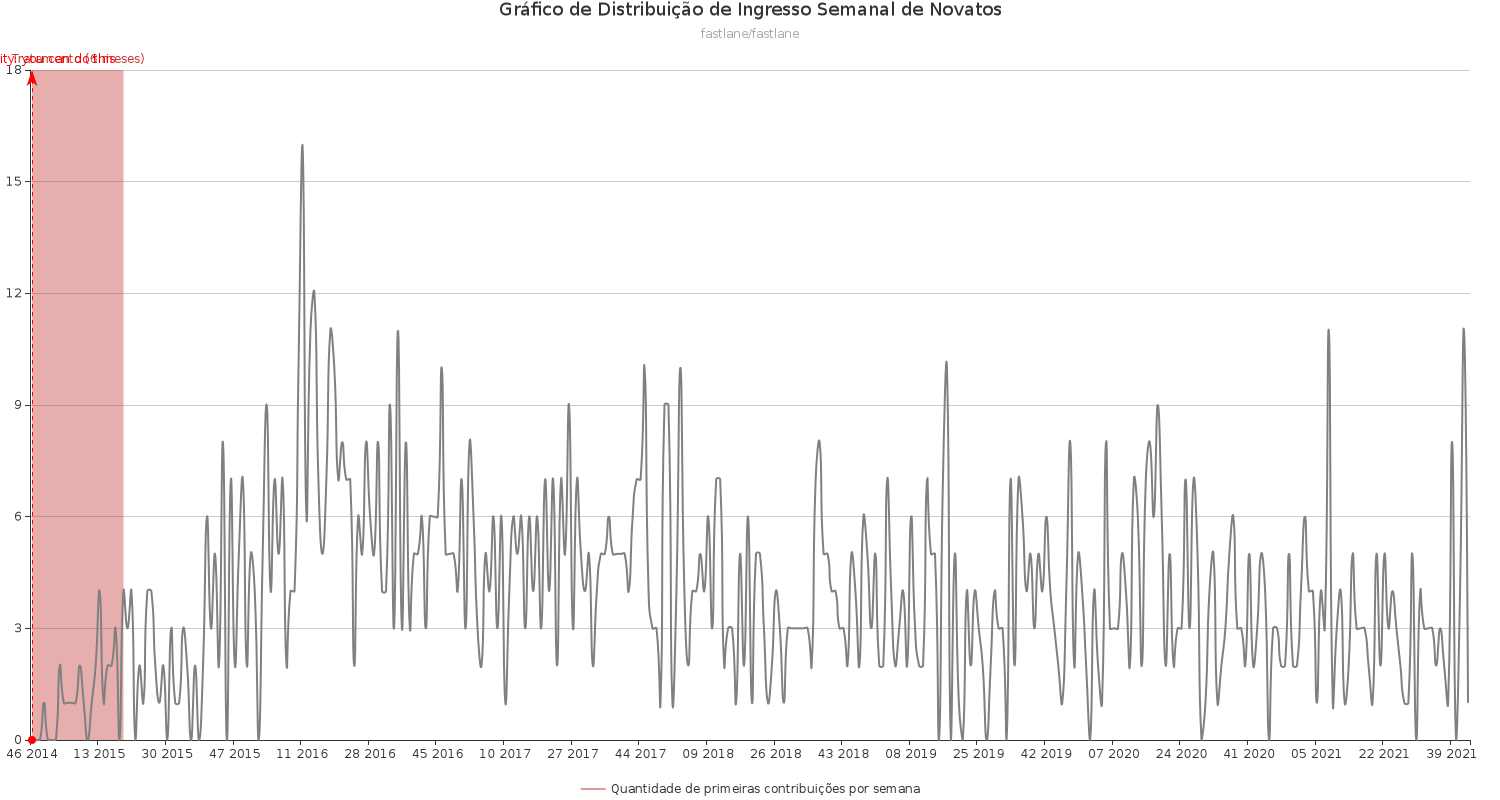 Gráfico de Distribuição de Ingresso Semanal de Novatos
fastlane/fastlane
18
15
12
9
6
3
0
46 2014 13 2015 30 2015 47 2015 11 2016 28 2016 45 2016 10 2017 27 2017 44 2017 09 2018 26 2018 43 2018 08 2019 25 2019 42 2019 07 2020 24 2020 41 2020 05 2021 22 2021 39 2021
Quantidade de primeiras contribuições por semana